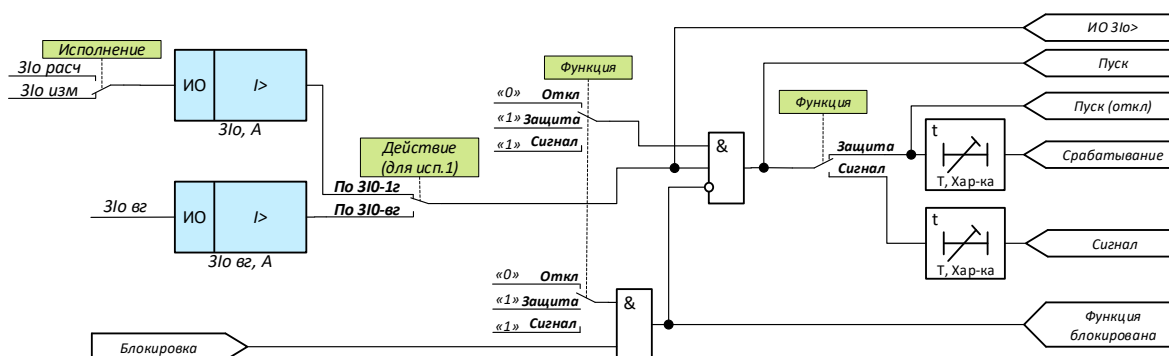 ИО 3Io>
Исполнение
Пуск
3Io расч
3Io изм
ИО
I>
3Io, А
Функция
«0» Откл
«1» Защита
«1» Сигнал
Функция
Пуск (откл)
&
Защита
Сигнал
t
T, Хар-ка
Срабатывание
Действие
(для исп.1)
По 3I0-1г
По 3I0-вг
3Io вг
ИО
I>
3Io вг, А
t
T, Хар-ка
Сигнал
«0» Откл
«1» Защита
«1» Сигнал
&
Функция
блокирована
Блокировка